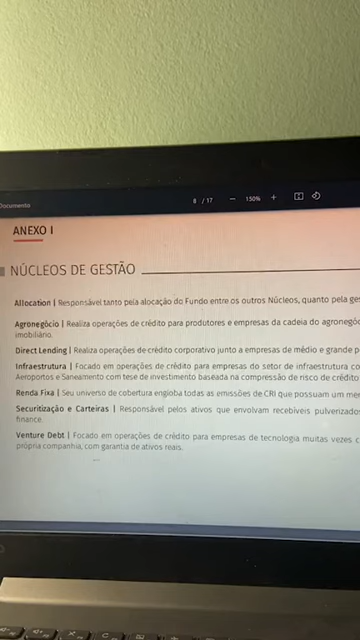 Documento
8 / 17
150%
ANEXO I
NÚCLEOS DE GESTÃO
Allocation | Responsável tanto pela alocação do Fundo entre os outros Núcleos, quanto pela ges
Agronegócio | Realiza operações de crédito para produtores e empresas da cadeia do agronegóc
imobiliário.
Direct Lending | Realiza operações de crédito corporativo junto a empresas de médio e grande p
Infraestrutura | Focado em operações de crédito para empresas do setor de infraestrutura co
Aeroportos e Saneamento com tese de investimento baseada na compressão de risco de crédito
Renda Fixa | Seu universo de cobertura engloba todas as emissões de CRI que possuam um mer
Securitização e Carteiras | Responsável pelos ativos que envolvam recebíveis pulverizados
finance.
Venture Debt | Focado em operações de crédito para empresas de tecnologia muitas vezes c
própria companhia, com garantia de ativos reais.